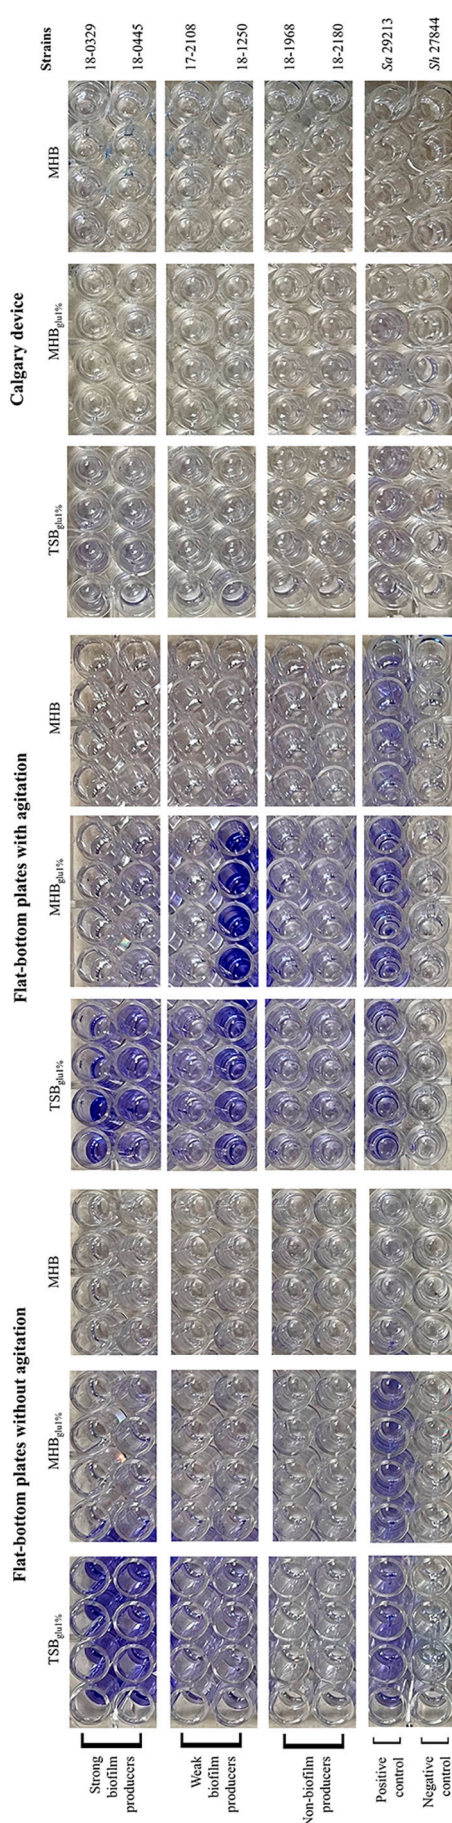 Flat-bottom plates without agitation
Flat-bottom plates with agitation
Calgary device
TSBglu1%
MHBglu1%
MHB
TSBglu1%
MHBglu1%
MHB
TSBglu1%
MHBglu1%
MHB
Strains
Strong
biofilm
producers
18-0329
18-0445
Weak
biofilm
producers
17-2108
18-1250
Non-biofilm
producers
18-1968
18-2180
Positive
control
Sa 29213
Negative
control
Sh 27844